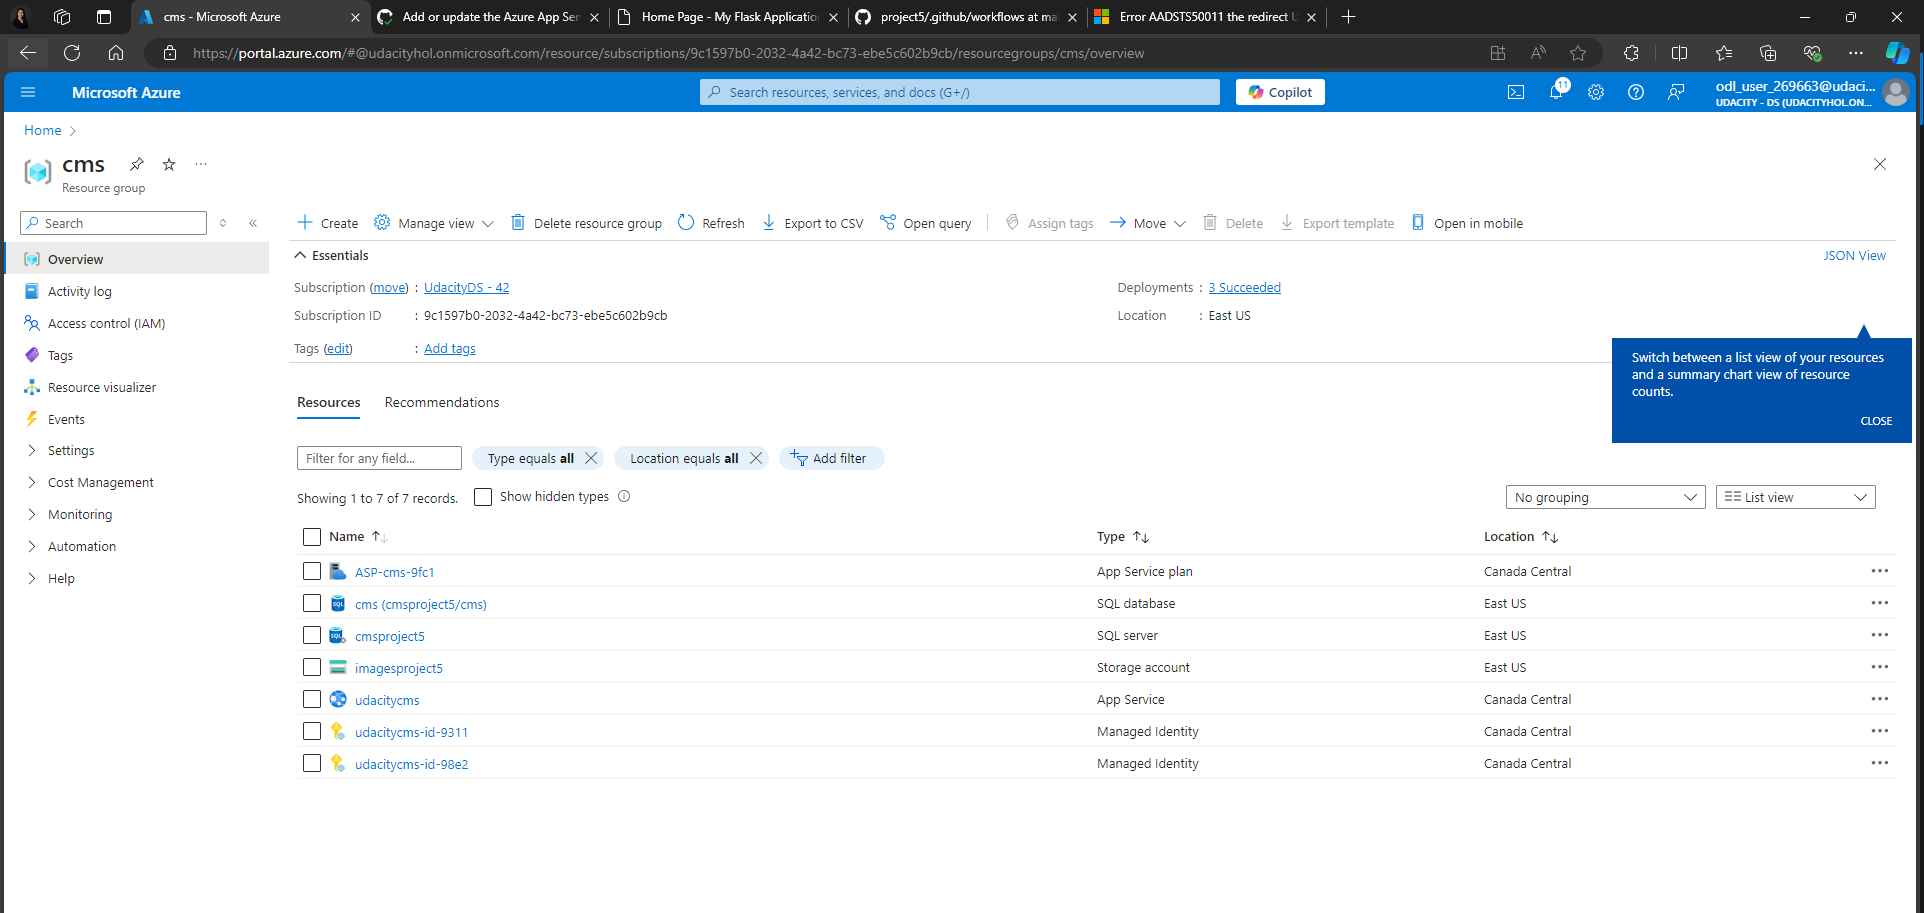 cms - Microsoft Azure
Add or update the Azure App Ser
Home Page - My Flask Application
project5/.github/workflows at ma
Error AADSTS50011 the redirect U
https://portal.azure.com/#@udacityhol.onmicrosoft.com/resource/subscriptions/9c1597b0-2032-4a42-bc73-ebe5c602b9cb/resourcegroups/cms/overview
Microsoft Azure
Search resources, services, and docs (G+/)
Copilot
11
odl_user_269663@udaci...
UDACITY - DS (UDACITYHOL.ON...
Home
cms
Resource group
Search
Create
Manage view
Delete resource group
Refresh
Export to CSV
Open query
Assign tags
Move
Delete
Export template
Open in mobile
Overview
Activity log
Access control (IAM)
Tags
Resource visualizer
Events
Settings
Cost Management
Monitoring
Automation
Help
Essentials
JSON View
Subscription (move) : UdacityDS - 42
Deployments : 3 Succeeded
Subscription ID : 9c1597b0-2032-4a42-bc73-ebe5c602b9cb
Location : East US
Tags (edit) : Add tags
Switch between a list view of your resources
and a summary chart view of resource
counts.
CLOSE
Resources Recommendations
Filter for any field...
Type equals all
Location equals all
Add filter
Showing 1 to 7 of 7 records.
Show hidden types
No grouping
List view
Name Type Location
ASP-cms-9fc1 App Service plan Canada Central
cms (cmsproject5/cms) SQL database East US
cmsproject5 SQL server East US
imagesproject5 Storage account East US
udacitycms App Service Canada Central
udacitycms-id-9311 Managed Identity Canada Central
udacitycms-id-98e2 Managed Identity Canada Central